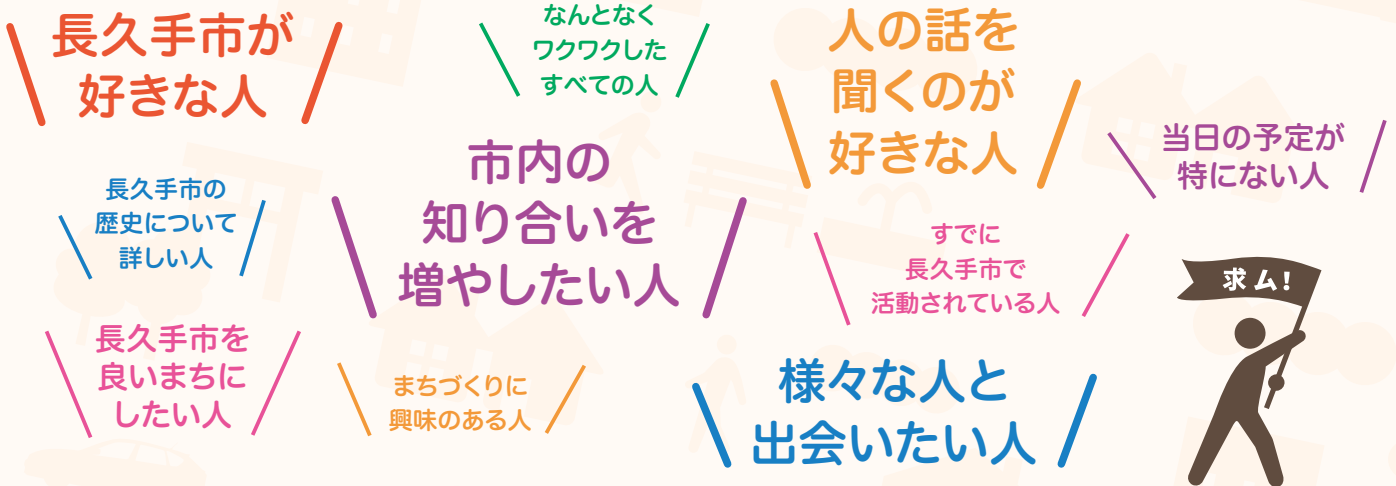 長久手市が
好きな人
なんとなく
ワクワクした
すべての人
人の話を
聞くのが
好きな人
当日の予定が
特にない人
長久手市の
歴史について
詳しい人
市内の
知り合いを
増やしたい人
すでに
長久手市で
活動されている人
求ム!
長久手市を
良いまちに
したい人
まちづくりに
興味のある人
様々な人と
出会いたい人